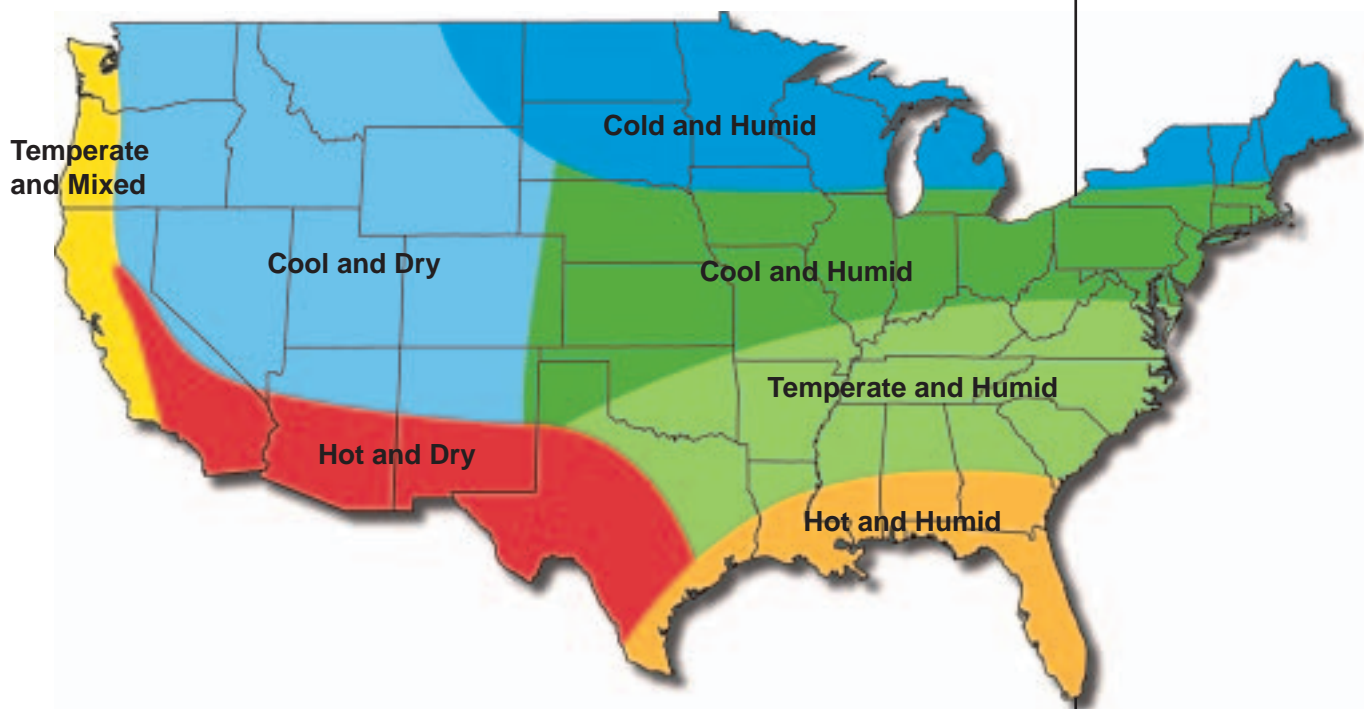 Cold and Humid
Temperate
and Mixed
Cool and Dry
Cool and Humid
Temperate and Humid
Hot and Dry
Hot and Humid